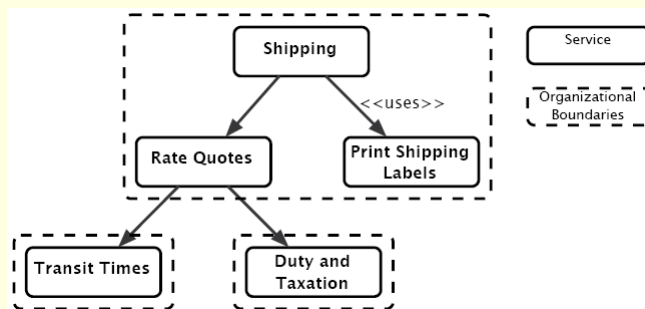 Shipping
Service
<<uses>>
Organizational
Boundaries
Rate Quotes
Print Shipping
Labels
Transit Times
Duty and
Taxation